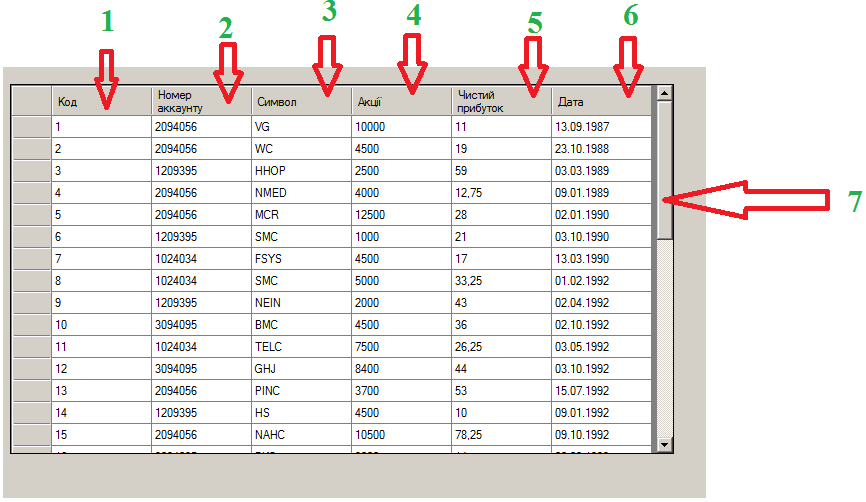 1 2 3 4 5 6
Код Номер аккаунту Символ Акції Чистий прибуток Дата
1 2094056 VG 10000 11 13.09.1987
2 2094056 WC 4500 19 23.10.1988
3 1209395 HHOP 2500 59 03.03.1989
4 2094056 NMED 4000 12,75 09.01.1989
7
5 2094056 MCR 12500 28 02.01.1990
6 1209395 SMC 1000 21 03.10.1990
7 1024034 FSYS 4500 17 13.03.1990
8 1024034 SMC 5000 33,25 01.02.1992
9 1209395 NEIN 2000 43 02.04.1992
10 3094095 BMC 4500 36 02.10.1992
11 1024034 TELC 7500 26,25 03.05.1992
12 3094095 GHJ 8400 44 03.10.1992
13 2094056 PINC 3700 53 15.07.1992
14 1209395 HS 4500 10 09.01.1992
15 2094056 NAHC 10500 78,25 09.10.1992